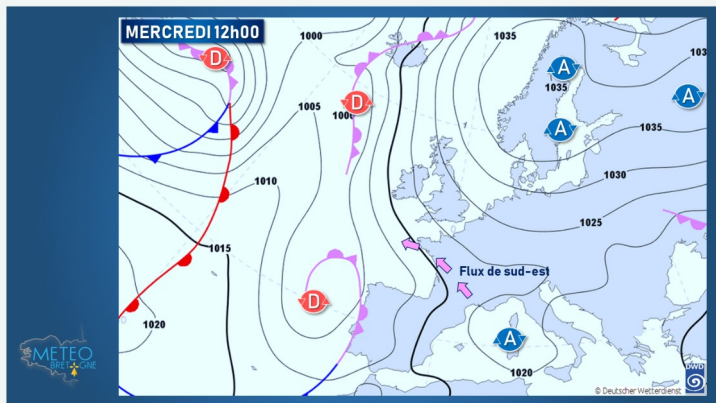 MERCREDI 12h00
1000
1035
103
D
A
1035
A
1005
D
100
A
1035
1030
1010
1025
1015
Flux de sud-est
D
1020
A
1020
METEO
BRETAGNE
DWD
© Deutscher Wetterdienst